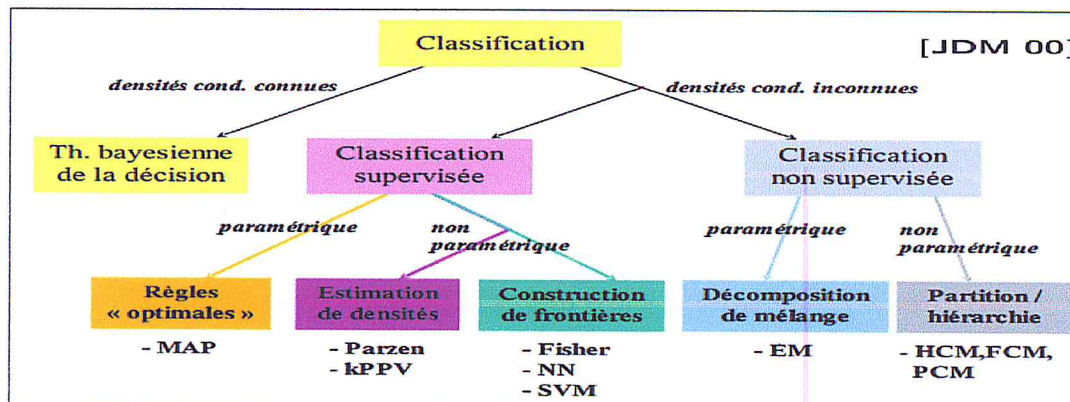 Classification
[JDM 00]
densités cond. connues
densités cond. inconnues
Th. bayesienne
de la décision
Classification
supervisée
Classification
non supervisée
paramétrique
non
paramétrique
paramétrique
non
paramétrique
Règles
« optimales »
Estimation
de densités
Construction
de frontières
Décomposition
de mélange
Partition /
hiérarchie
- MAP
- Parzen
- kPPV
- Fisher
- NN
- SVM
- EM
- HCM,FCM,
PCM